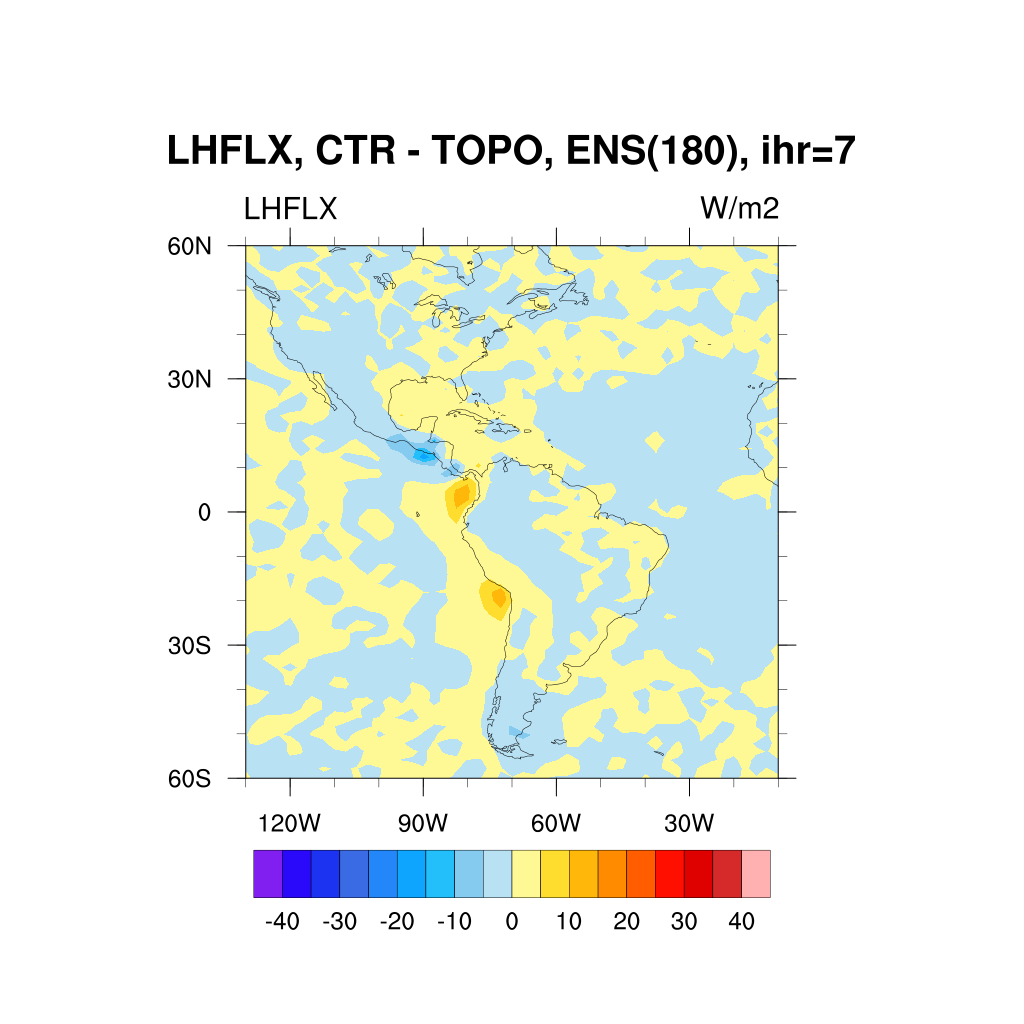 LHFLX, CTR - TOPO, ENS(180), ihr=7
LHFLX W/m2
60N
30N
0
30S
60S
120W 90W 60W 30W
-40 -30 -20 -10 0 10 20 30 40